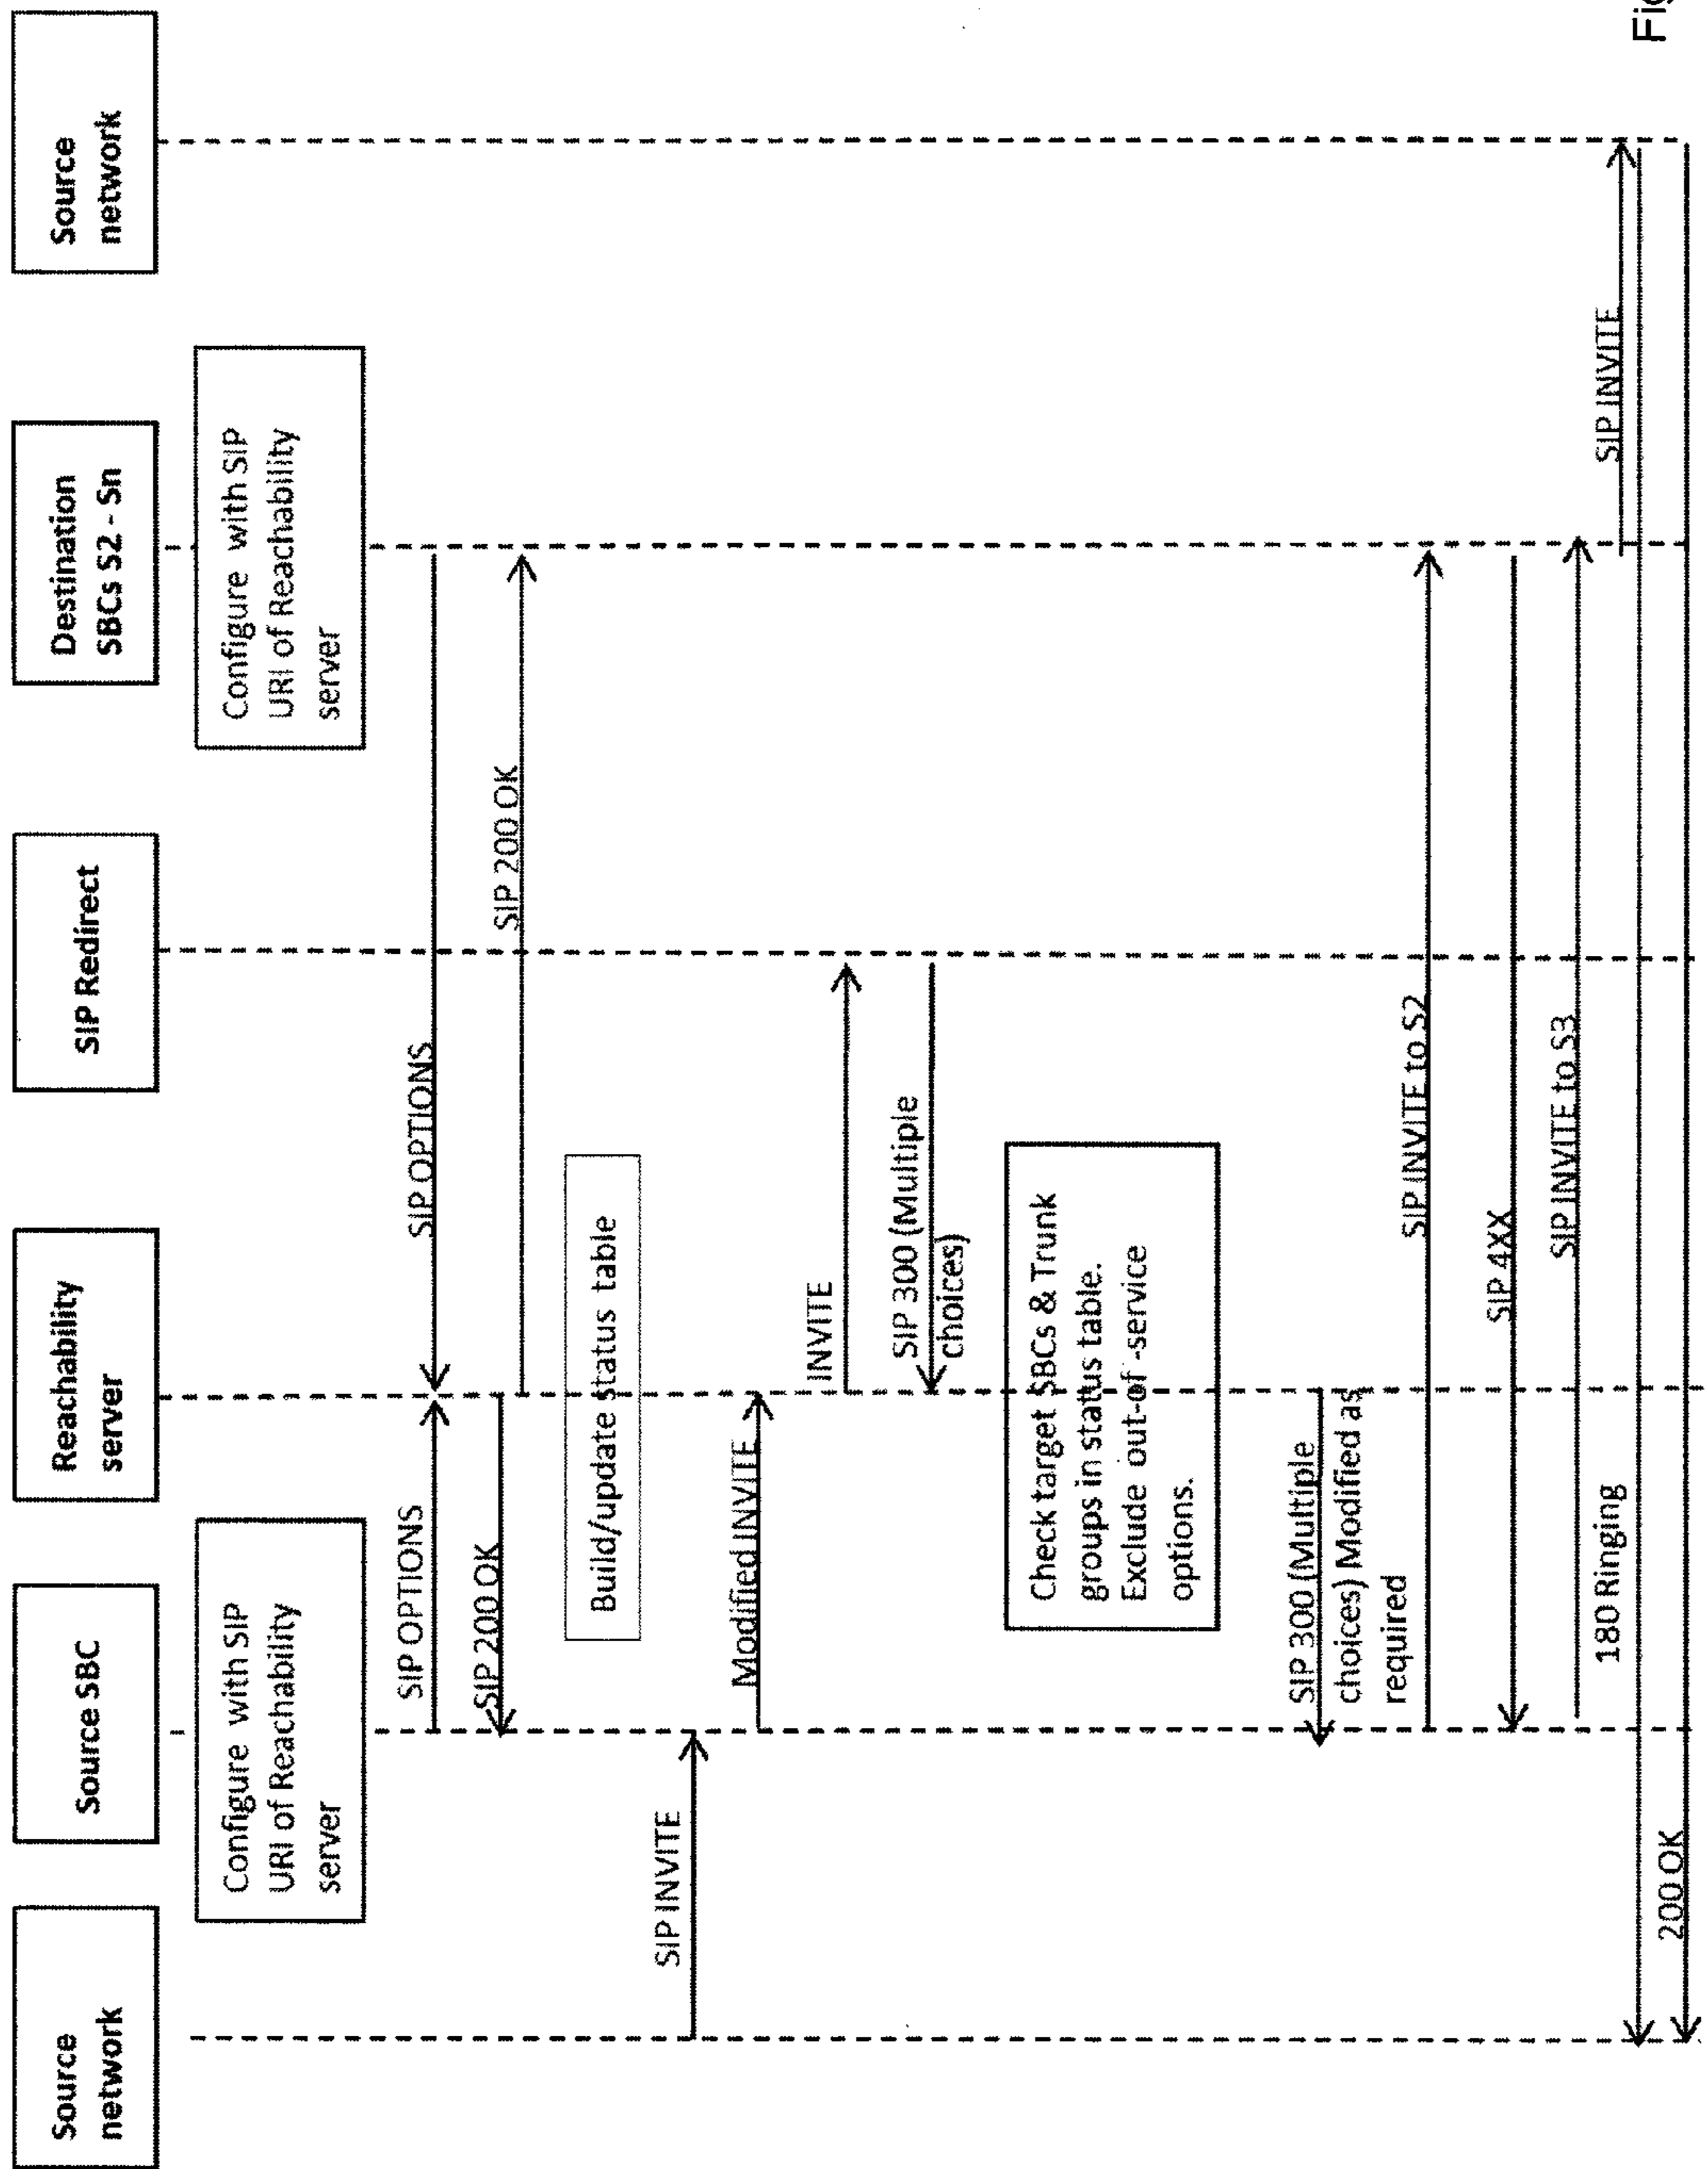 Source
network
Source SBC
Reachability
server
SIP Redirect
Destination
SBCs S2 - Sn
Source
network
Configure with SIP
URI of Reachability
server
Configure with SIP
URI of Reachability
server
SIP OPTIONS
SIP OPTIONS
SIP 200 OK
SIP 200 OK
Build/update status table
SIP INVITE
Modified INVITE
INVITE
SIP 300 (Multiple
choices)
Check target SBCs & Trunk
groups in status table.
Exclude out-of-service
options.
SIP 300 (Multiple
choices) Modified as
required
SIP INVITE to S2
SIP 4XX
SIP INVITE to S3
SIP INVITE
180 Ringing
200 OK